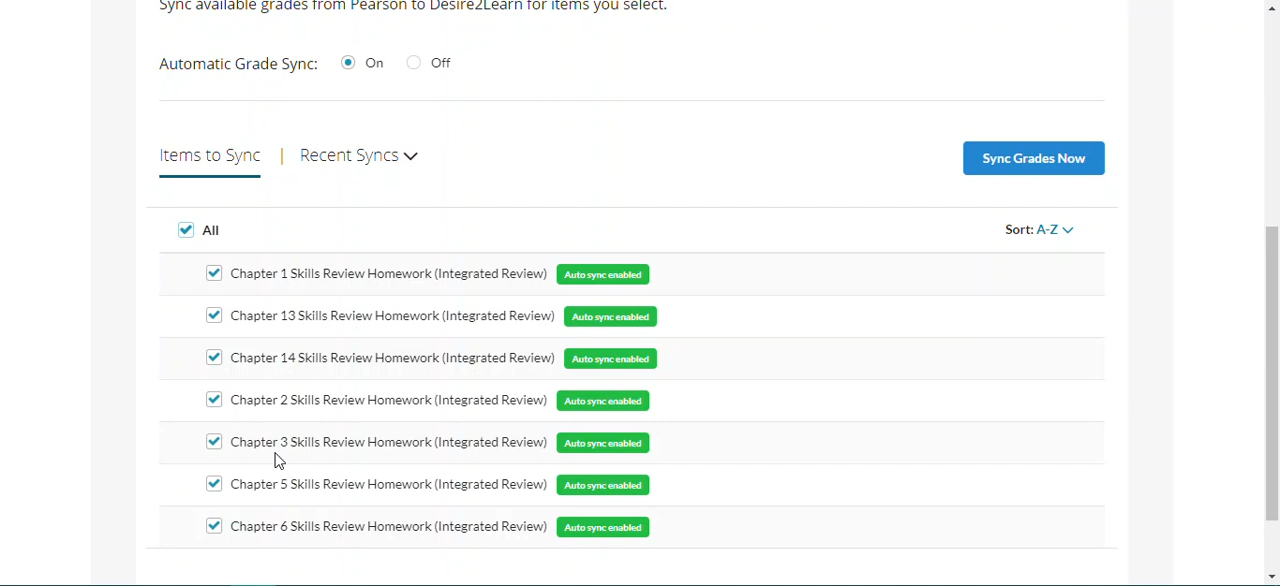 Sync available grades from Pearson to Desire2Learn for items you select.
Automatic Grade Sync: On Off
Items to Sync | Recent Syncs Sync Grades Now
All Sort: A-Z
Chapter 1 Skills Review Homework (Integrated Review) Auto sync enabled
Chapter 13 Skills Review Homework (Integrated Review) Auto sync enabled
Chapter 14 Skills Review Homework (Integrated Review) Auto sync enabled
Chapter 2 Skills Review Homework (Integrated Review) Auto sync enabled
Chapter 3 Skills Review Homework (Integrated Review) Auto sync enabled
Chapter 5 Skills Review Homework (Integrated Review) Auto sync enabled
Chapter 6 Skills Review Homework (Integrated Review) Auto sync enabled